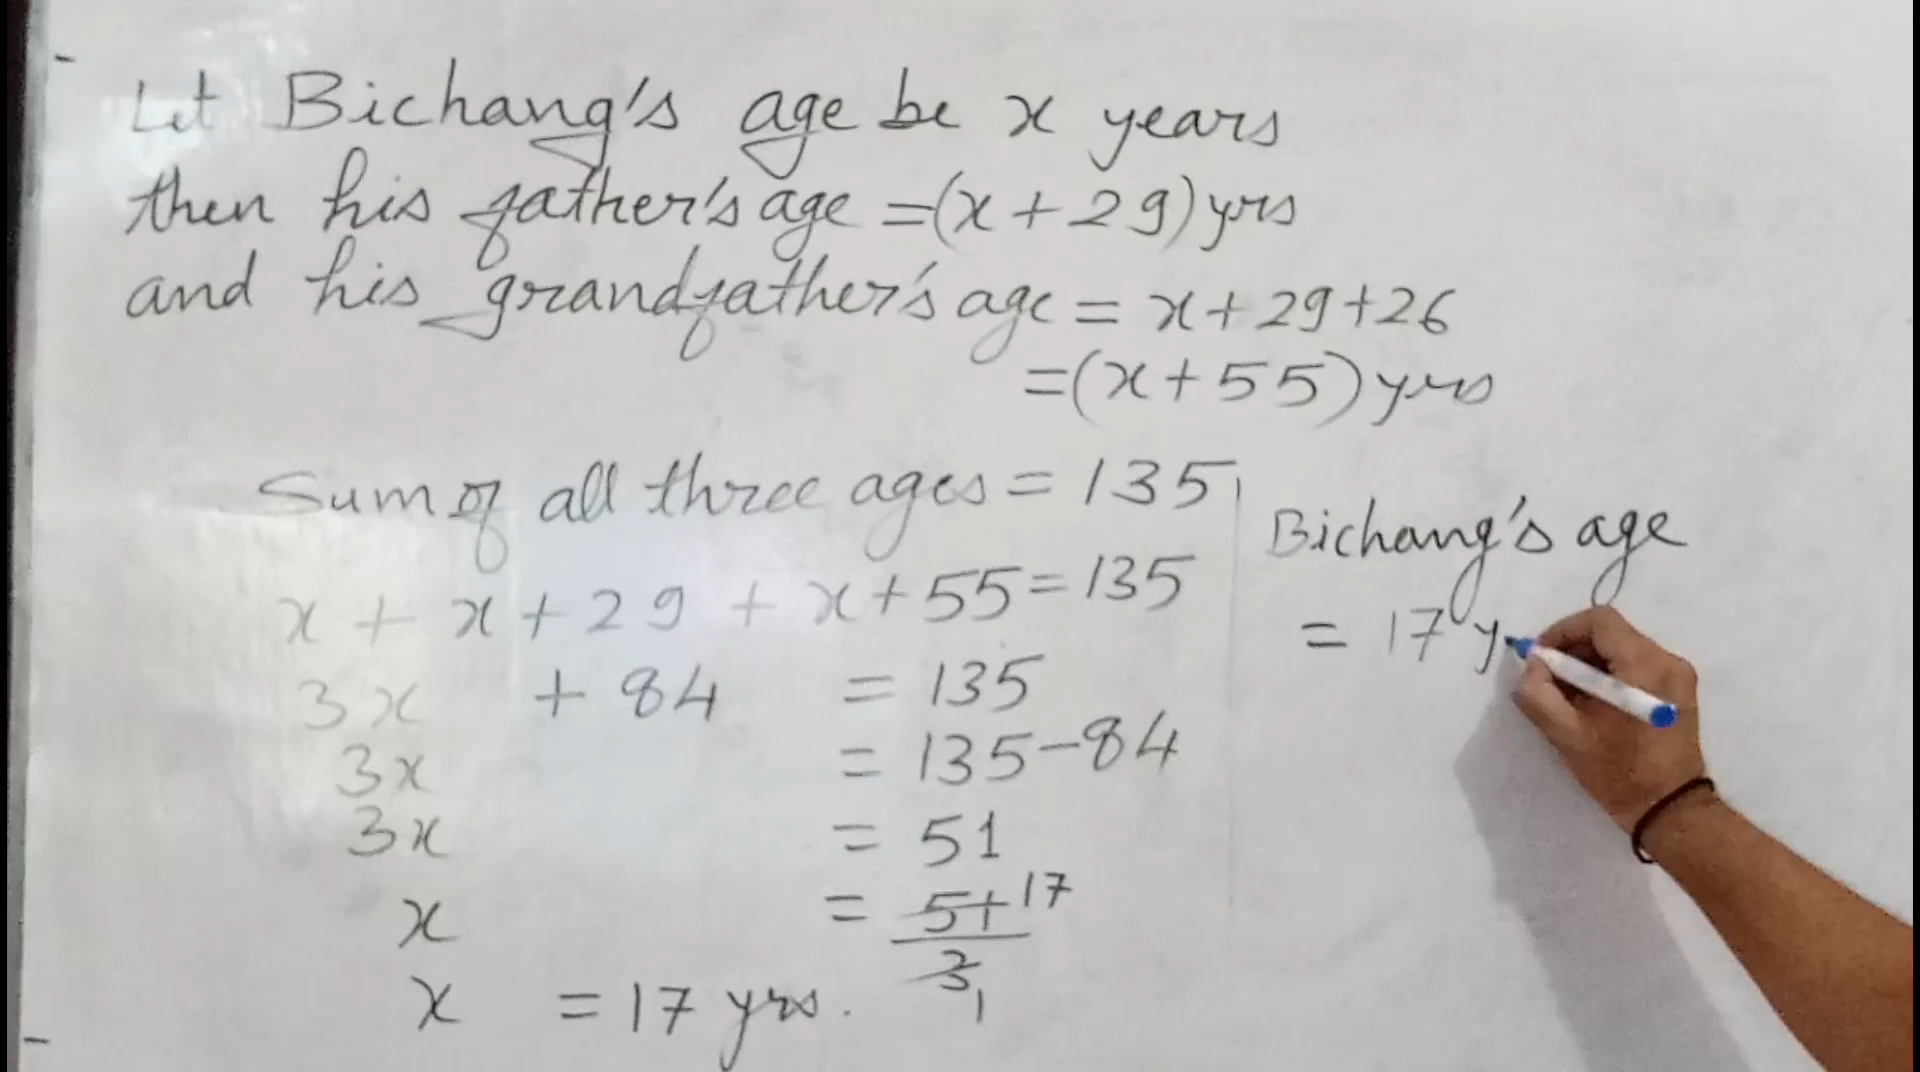 Let Bichang's age be x years
then his father's age =(x+29)yrs
and his grandfather's age = x+29+26
=(x+55)yrs
Sum of all three ages = 135
x + x + 29 + x+55=135
3x + 84 = 135
3x = 135-84
3x = 51
x = 51 17
3 1
x = 17 yrs.
Bichang's age
= 17 y